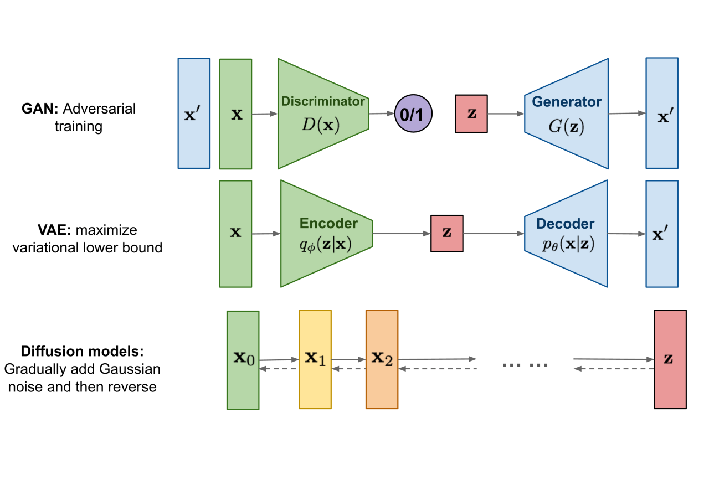 GAN: Adversarial
training
x′
x
Discriminator
D(x)
0/1
z
Generator
G(z)
x′
VAE: maximize
variational lower bound
x
Encoder
qϕ(z|x)
z
Decoder
pθ(x|z)
x′
Diffusion models:
Gradually add Gaussian
noise and then reverse
x₀
x₁
x₂
... ...
z